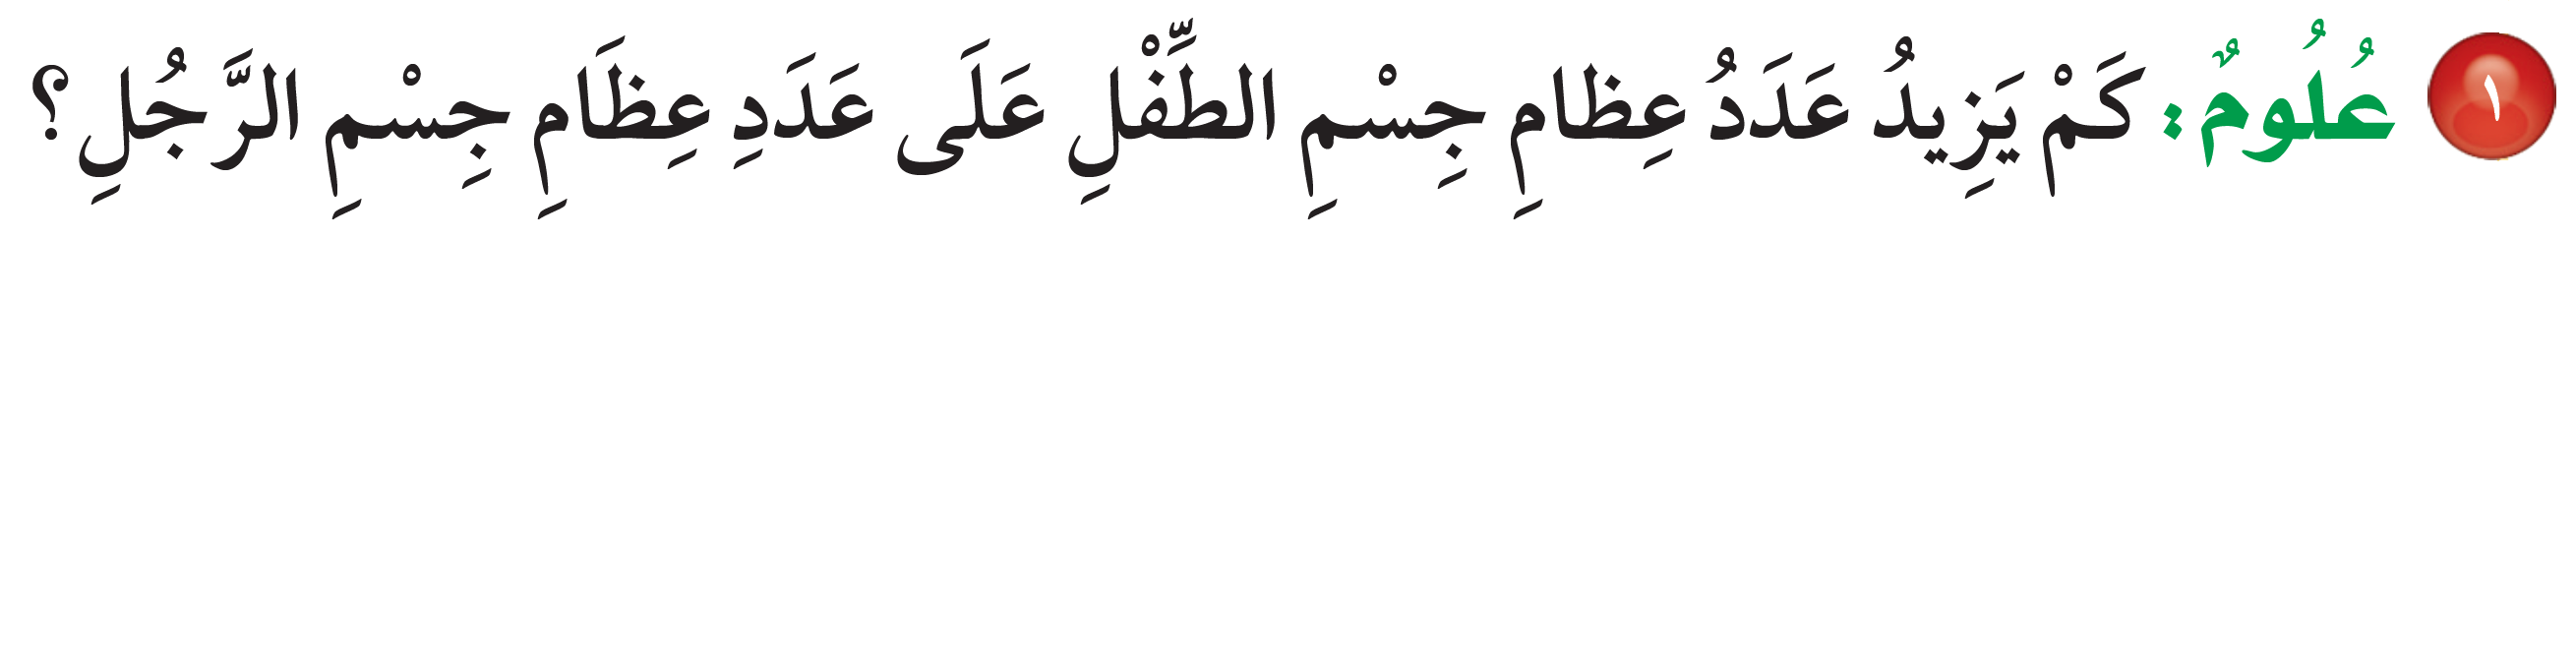 ١ عُلُومٌ: كَمْ يَزِيدُ عَدَدُ عِظامِ جِسْمِ الطِّفْلِ عَلَى عَدَدِ عِظَامِ جِسْمِ الرَّجُلِ؟